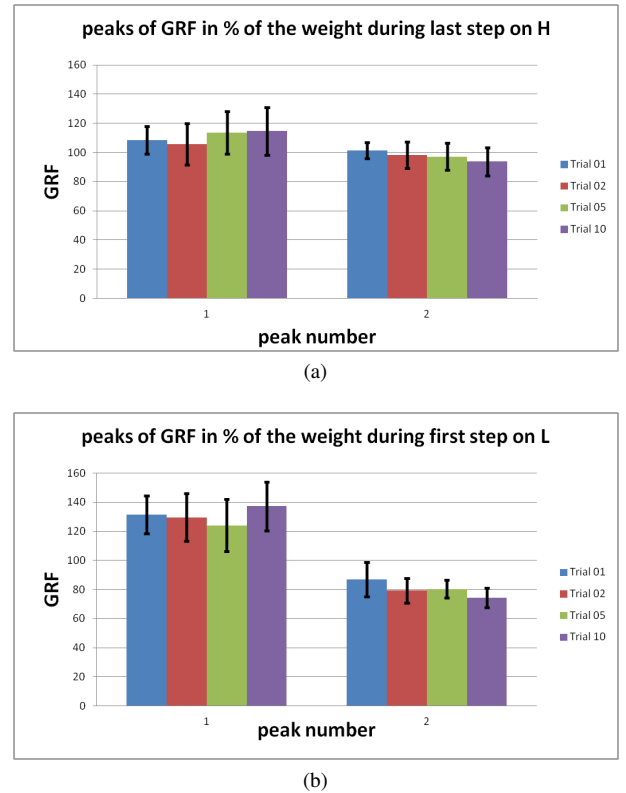 peaks of GRF in % of the weight during last step on H
160
140
120
100
80
60
40
20
0
GRF
1
2
peak number
Trial 01
Trial 02
Trial 05
Trial 10
(a)
peaks of GRF in % of the weight during first step on L
160
140
120
100
80
60
40
20
0
GRF
1
2
peak number
Trial 01
Trial 02
Trial 05
Trial 10
(b)